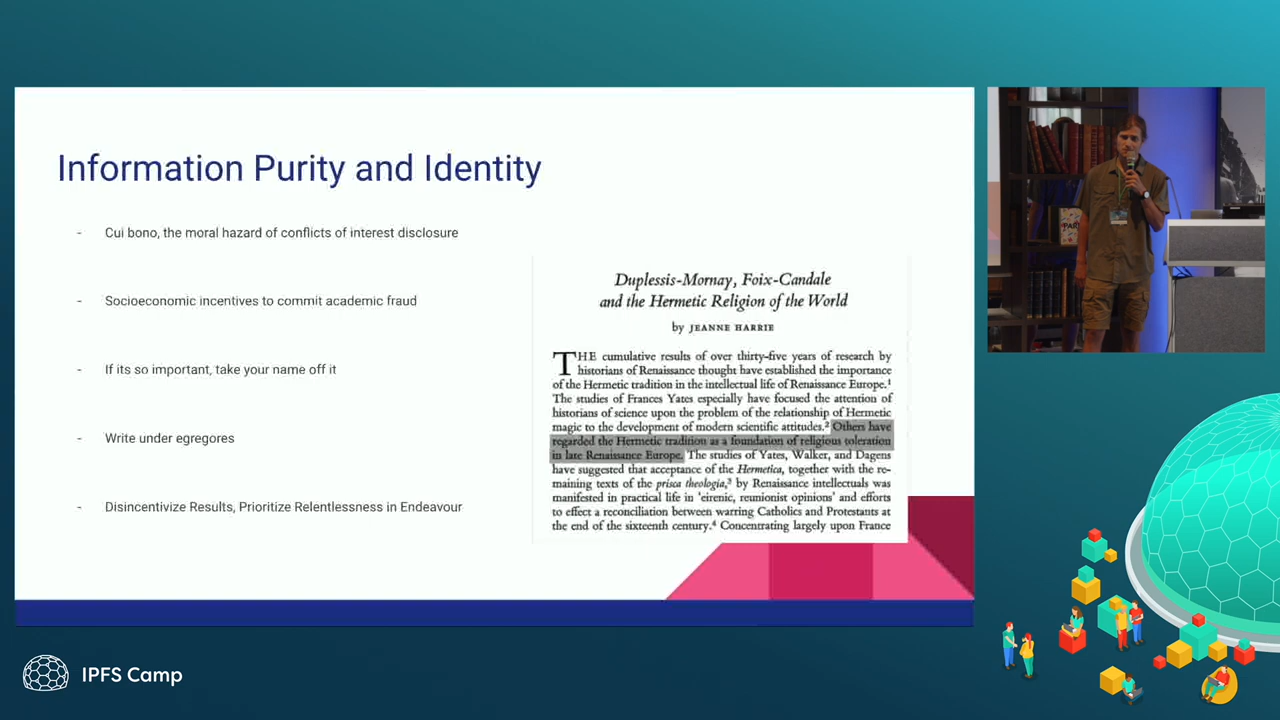 Information Purity and Identity
- Cui bono, the moral hazard of conflicts of interest disclosure
- Socioeconomic incentives to commit academic fraud
- If its so important, take your name off it
- Write under egregores
- Disincentivize Results, Prioritize Relentlessness in Endeavour
Duplessis-Mornay, Foix-Candale
and the Hermetic Religion of the World
by JEANNE HARRIE
THE cumulative results of over thirty-five years of research by
historians of Renaissance thought have established the importance
of the Hermetic tradition in the intellectual life of Renaissance Europe.¹
The studies of Frances Yates especially have focused the attention of
historians of science upon the problem of the relationship of Hermetic
magic to the development of modern scientific attitudes.² Others have
regarded the Hermetic tradition as a foundation of religious toleration
in late Renaissance Europe. The studies of Yates, Walker, and Dagens
have suggested that acceptance of the Hermetica, together with the re-
maining texts of the prisca theologia,³ by Renaissance intellectuals was
manifested in practical life in 'eirenic, reunionist opinions' and efforts
to effect a reconciliation between warring Catholics and Protestants at
the end of the sixteenth century.⁴ Concentrating largely upon France
IPFS Camp